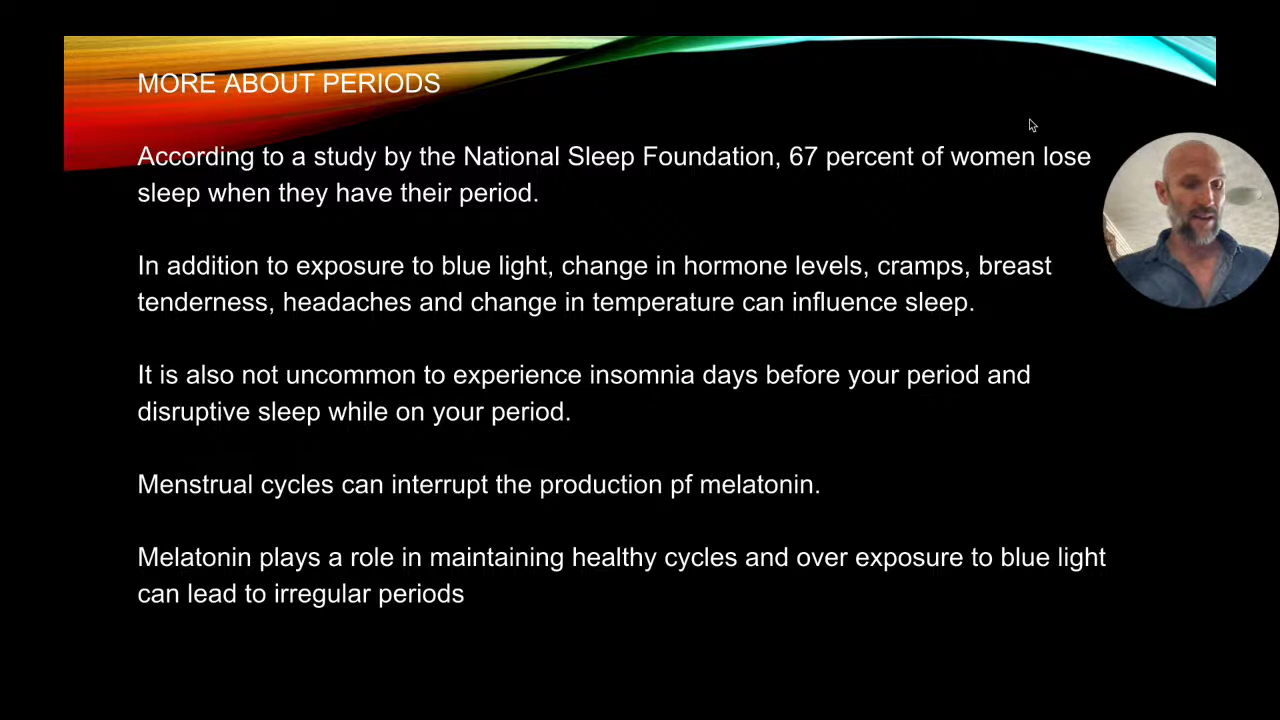 MORE ABOUT PERIODS
According to a study by the National Sleep Foundation, 67 percent of women lose
sleep when they have their period.
In addition to exposure to blue light, change in hormone levels, cramps, breast
tenderness, headaches and change in temperature can influence sleep.
It is also not uncommon to experience insomnia days before your period and
disruptive sleep while on your period.
Menstrual cycles can interrupt the production pf melatonin.
Melatonin plays a role in maintaining healthy cycles and over exposure to blue light
can lead to irregular periods